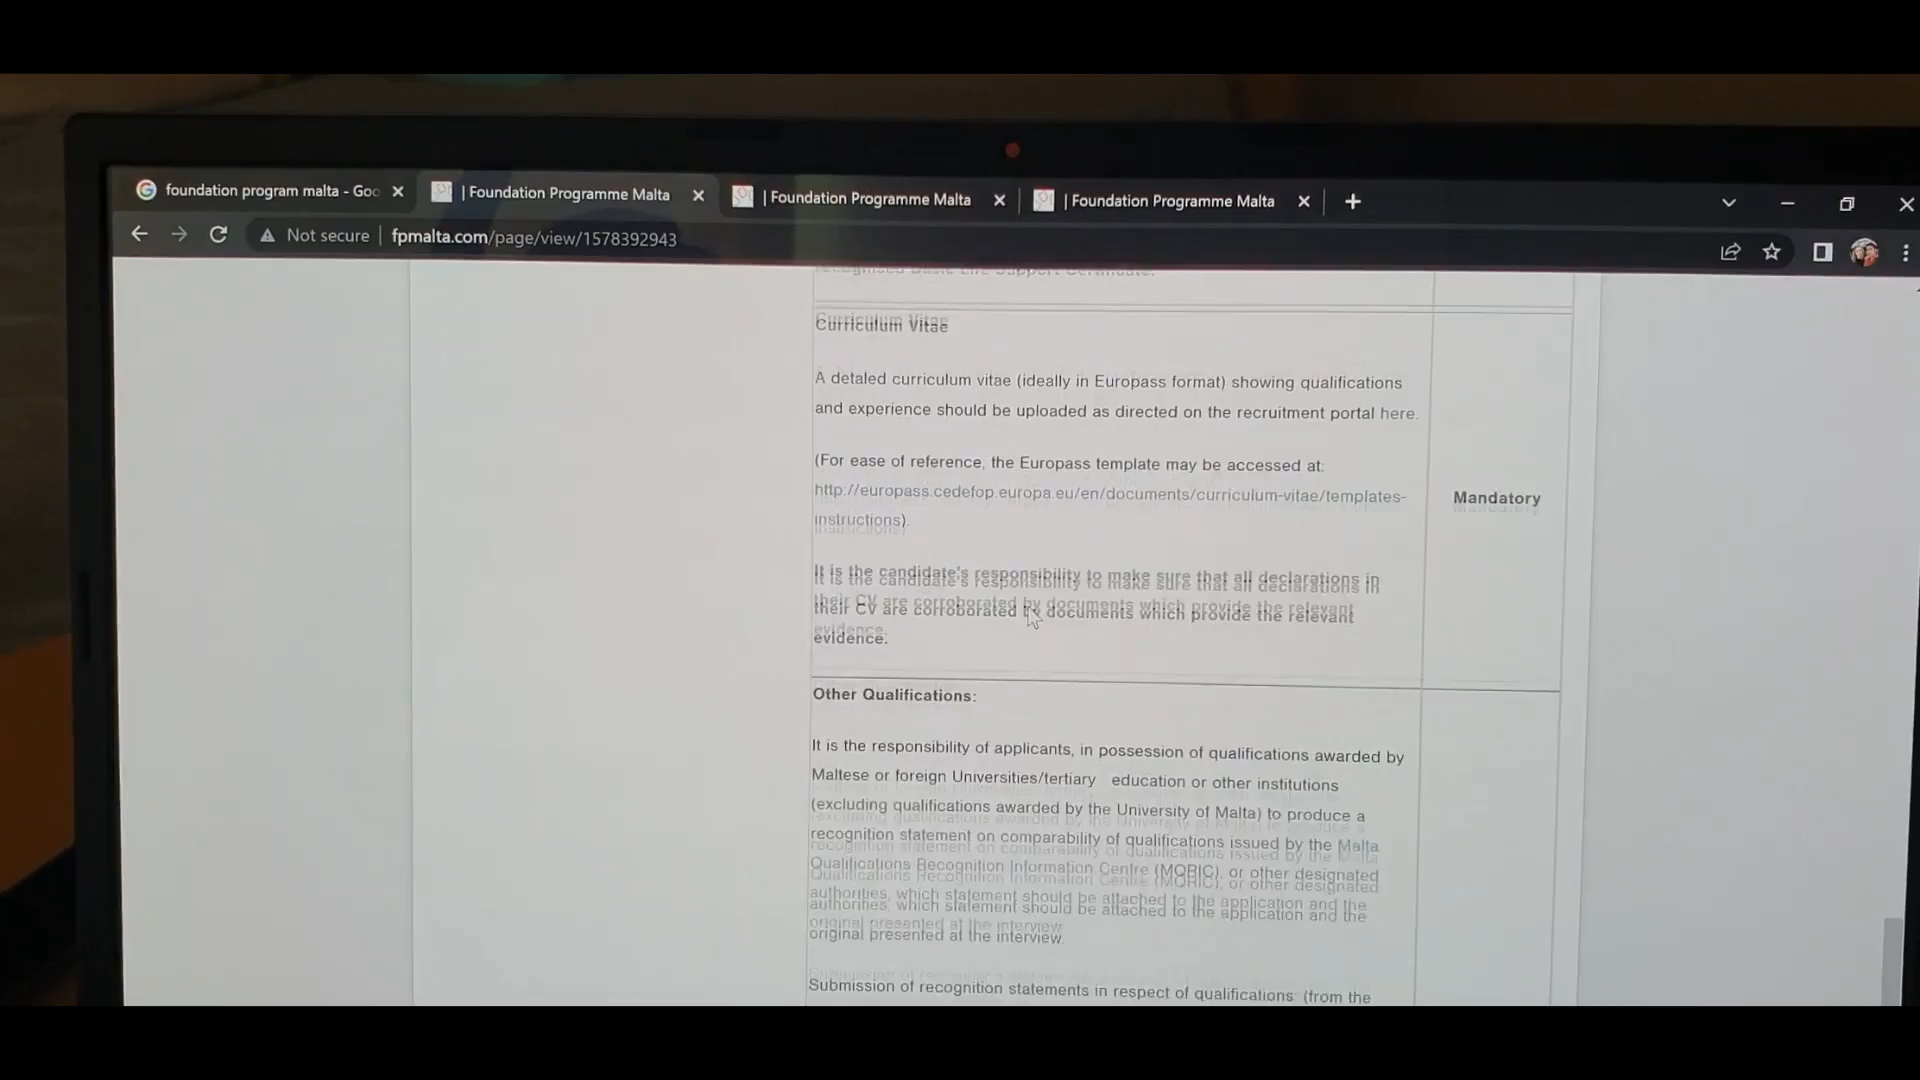 foundation program malta - Goo
| Foundation Programme Malta
| Foundation Programme Malta
| Foundation Programme Malta
Not secure | fpmalta.com/page/view/1578392943
recognised Basic Life Support Certificate.
Curriculum Vitae
A detaled curriculum vitae (ideally in Europass format) showing qualifications
and experience should be uploaded as directed on the recruitment portal here.
(For ease of reference, the Europass template may be accessed at:
http://europass.cedefop.europa.eu/en/documents/curriculum-vitae/templates-
instructions).
Mandatory
It is the candidate's responsibility to make sure that all declarations in
their CV are corroborated by documents which provide the relevant
evidence.
Other Qualifications:
It is the responsibility of applicants, in possession of qualifications awarded by
Maltese or foreign Universities/tertiary education or other institutions
(excluding qualifications awarded by the University of Malta) to produce a
recognition statement on comparability of qualifications issued by the Malta
Qualifications Recognition Information Centre (MQRIC), or other designated
authorities, which statement should be attached to the application and the
original presented at the interview.
Submission of recognition statements in respect of qualifications (from the